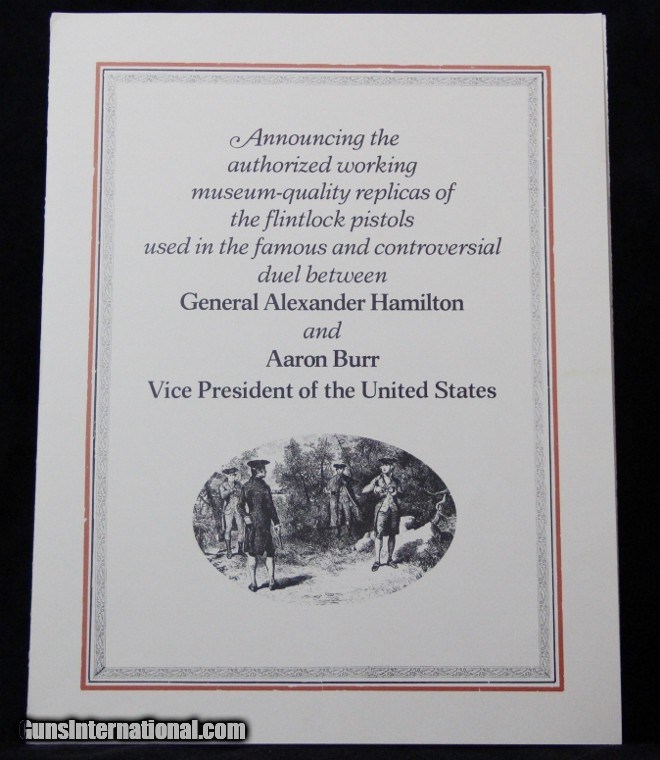 Announcing the
authorized working
museum-quality replicas of
the flintlock pistols
used in the famous and controversial
duel between
General Alexander Hamilton
and
Aaron Burr
Vice President of the United States
GunsInternational.com